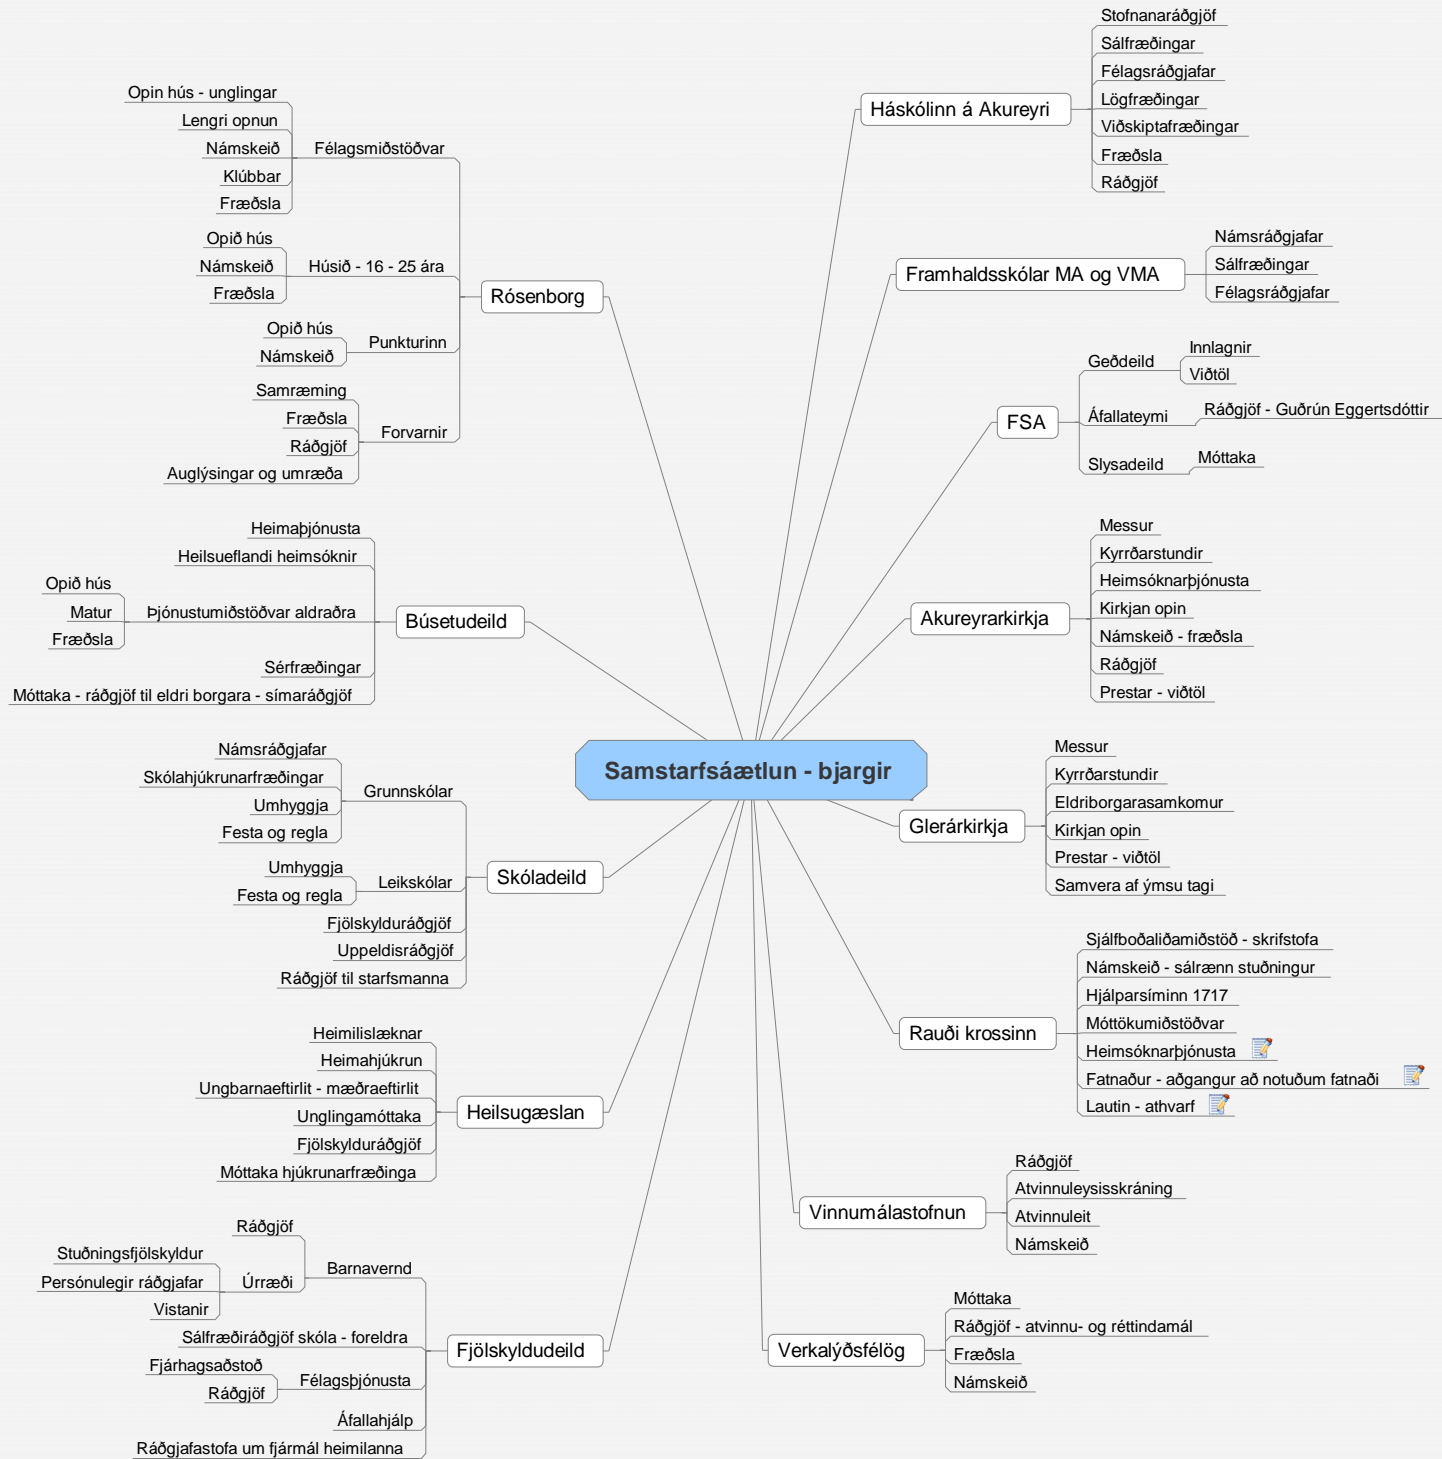 Samstarfsáætlun - bjargir
Háskólinn á Akureyri
Stofnanaráðgjöf
Sálfræðingar
Félagsráðgjafar
Lögfræðingar
Viðskiptafræðingar
Fræðsla
Ráðgjöf
Framhaldsskólar MA og VMA
Námsráðgjafar
Sálfræðingar
Félagsráðgjafar
FSA
Geðdeild
Innlagnir
Viðtöl
Áfallateymi
Ráðgjöf - Guðrún Eggertsdóttir
Slysadeild
Móttaka
Akureyrarkirkja
Messur
Kyrrðarstundir
Heimsóknarþjónusta
Kirkjan opin
Námskeið - fræðsla
Ráðgjöf
Prestar - viðtöl
Glerárkirkja
Messur
Kyrrðarstundir
Eldriborgarasamkomur
Kirkjan opin
Prestar - viðtöl
Samvera af ýmsu tagi
Rauði krossinn
Sjálfboðaliðamiðstöð - skrifstofa
Námskeið - sálrænn stuðningur
Hjálparsíminn 1717
Móttökumiðstöðvar
Heimsóknarþjónusta
Fatnaður - aðgangur að notuðum fatnaði
Lautin - athvarf
Vinnumálastofnun
Ráðgjöf
Atvinnuleysisskráning
Atvinnuleit
Námskeið
Verkalýðsfélög
Móttaka
Ráðgjöf - atvinnu- og réttindamál
Fræðsla
Námskeið
Rósenborg
Félagsmiðstöðvar
Opin hús - unglingar
Lengri opnun
Námskeið
Klúbbar
Fræðsla
Húsið - 16 - 25 ára
Opið hús
Námskeið
Fræðsla
Punkturinn
Opið hús
Námskeið
Forvarnir
Samræming
Fræðsla
Ráðgjöf
Auglýsingar og umræða
Búsetudeild
Heimaþjónusta
Heilsueflandi heimsóknir
Þjónustumiðstöðvar aldraðra
Opið hús
Matur
Fræðsla
Sérfræðingar
Móttaka - ráðgjöf til eldri borgara - símaráðgjöf
Skóladeild
Grunnskólar
Námsráðgjafar
Skólahjúkrunarfræðingar
Umhyggja
Festa og regla
Leikskólar
Umhyggja
Festa og regla
Fjölskylduráðgjöf
Uppeldisráðgjöf
Ráðgjöf til starfsmanna
Heilsugæslan
Heimilislæknar
Heimahjúkrun
Ungbarnaeftirlit - mæðraeftirlit
Unglingamóttaka
Fjölskylduráðgjöf
Móttaka hjúkrunarfræðinga
Fjölskyldudeild
Barnavernd
Ráðgjöf
Úrræði
Stuðningsfjölskyldur
Persónulegir ráðgjafar
Vistanir
Sálfræðiráðgjöf skóla - foreldra
Félagsþjónusta
Fjárhagsaðstoð
Ráðgjöf
Áfallahjálp
Ráðgjafastofa um fjármál heimilanna